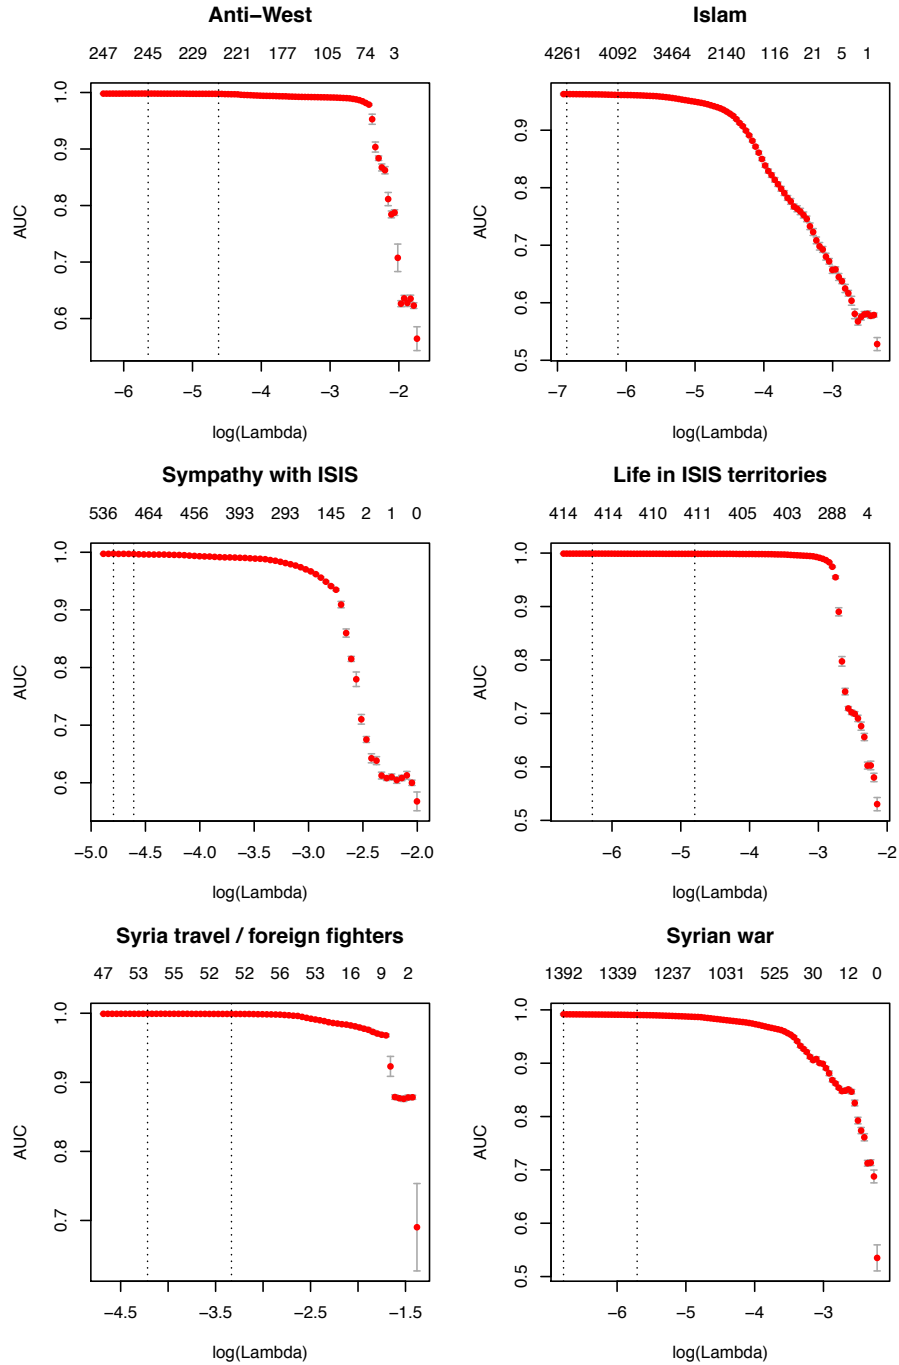 Anti−West
247 245 229 221 177 105 74 3
AUC
1.0
0.9
0.8
0.7
0.6
−6 −5 −4 −3 −2
log(Lambda)
Islam
4261 4092 3464 2140 116 21 5 1
AUC
0.9
0.8
0.7
0.6
0.5
−7 −6 −5 −4 −3
log(Lambda)
Sympathy with ISIS
536 464 456 393 293 145 2 1 0
AUC
1.0
0.9
0.8
0.7
0.6
−5.0 −4.5 −4.0 −3.5 −3.0 −2.5 −2.0
log(Lambda)
Life in ISIS territories
414 414 410 411 405 403 288 4
AUC
1.0
0.9
0.8
0.7
0.6
0.5
−6 −5 −4 −3 −2
log(Lambda)
Syria travel / foreign fighters
47 53 55 52 52 56 53 16 9 2
AUC
1.0
0.9
0.8
0.7
−4.5 −3.5 −2.5 −1.5
log(Lambda)
Syrian war
1392 1339 1237 1031 525 30 12 0
AUC
1.0
0.9
0.8
0.7
0.6
0.5
−6 −5 −4 −3
log(Lambda)